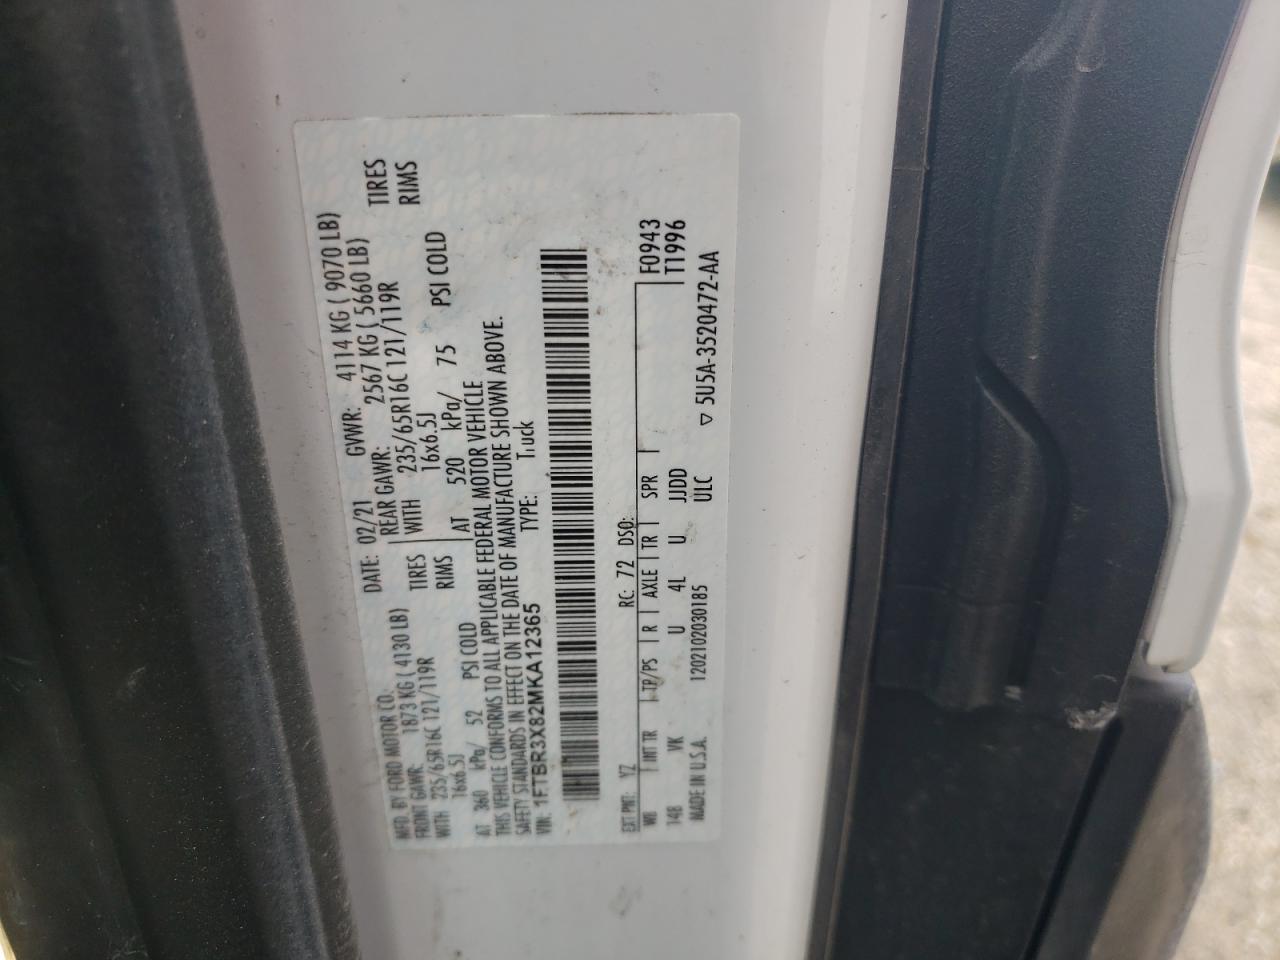 MFD. BY FORD MOTOR CO.
DATE: 02/21 GVWR: 4114 KG ( 9070 LB)
FRONT GAWR: 1873 KG ( 4130 LB) REAR GAWR: 2567 KG ( 5660 LB)
WITH 235/65R16C 121/119R TIRES WITH 235/65R16C 121/119R TIRES
16x6.5J RIMS 16x6.5J RIMS
AT 360 kPa/ 52 PSI COLD AT 520 kPa/ 75 PSI COLD
THIS VEHICLE CONFORMS TO ALL APPLICABLE FEDERAL MOTOR VEHICLE
SAFETY STANDARDS IN EFFECT ON THE DATE OF MANUFACTURE SHOWN ABOVE.
VIN: 1FTBR3X82MKA12365 TYPE: Truck
EXT PNT: YZ RC: 72 DSO:
WB INT TR TP/PS R AXLE TR SPR F0943
148 VK U 4L U JJDD T1996
MADE IN U.S.A. 120210203018S ULC ▽ 5U5A-3520472-AA